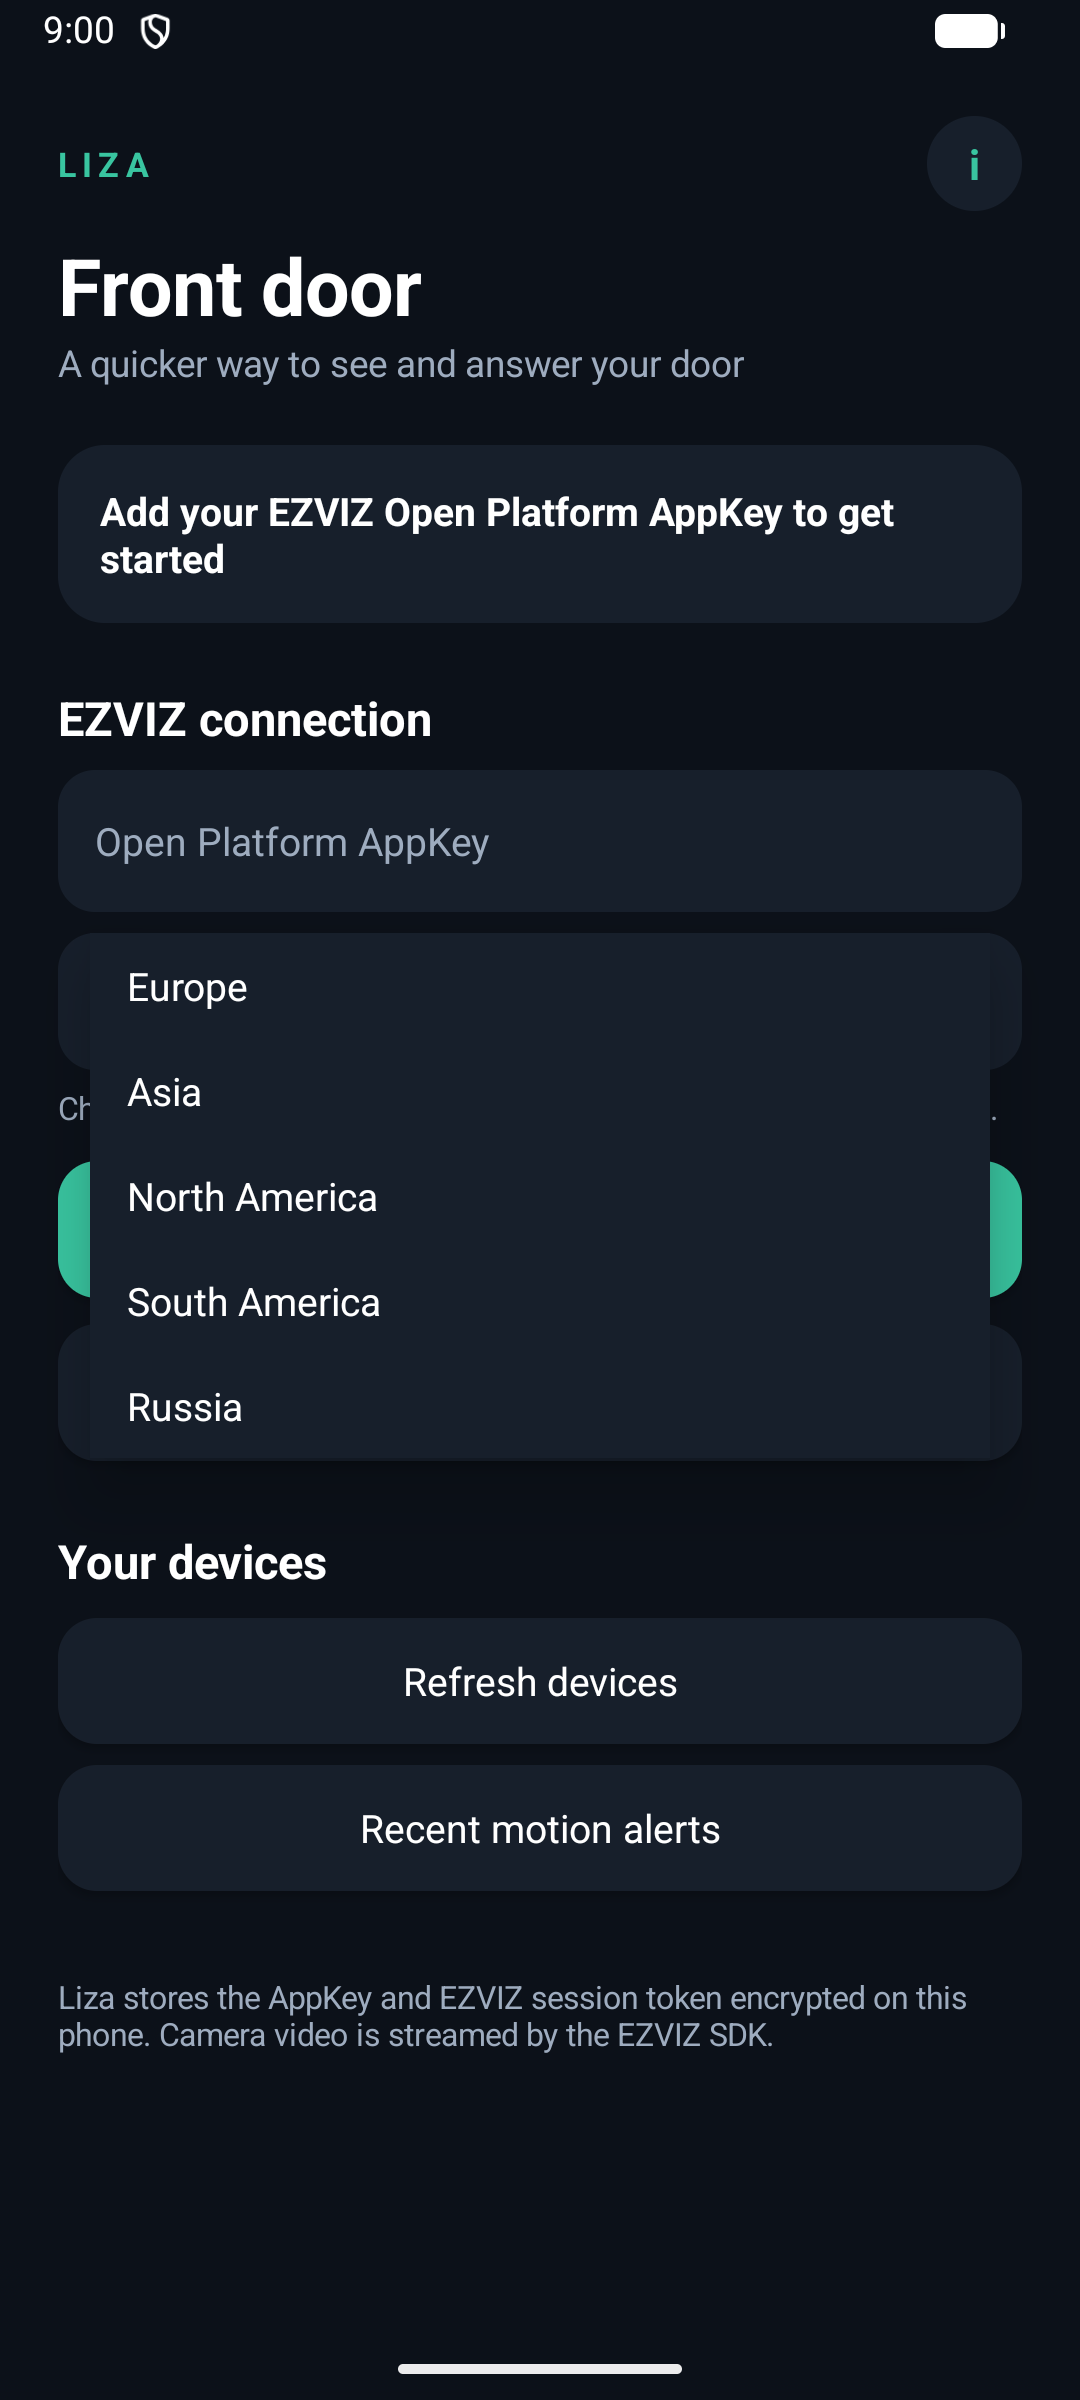 9:00
LIZA
i
Front door
A quicker way to see and answer your door
Add your EZVIZ Open Platform AppKey to get
started
EZVIZ connection
Open Platform AppKey
Europe
Asia
North America
South America
Russia
Your devices
Refresh devices
Recent motion alerts
Liza stores the AppKey and EZVIZ session token encrypted on this
phone. Camera video is streamed by the EZVIZ SDK.